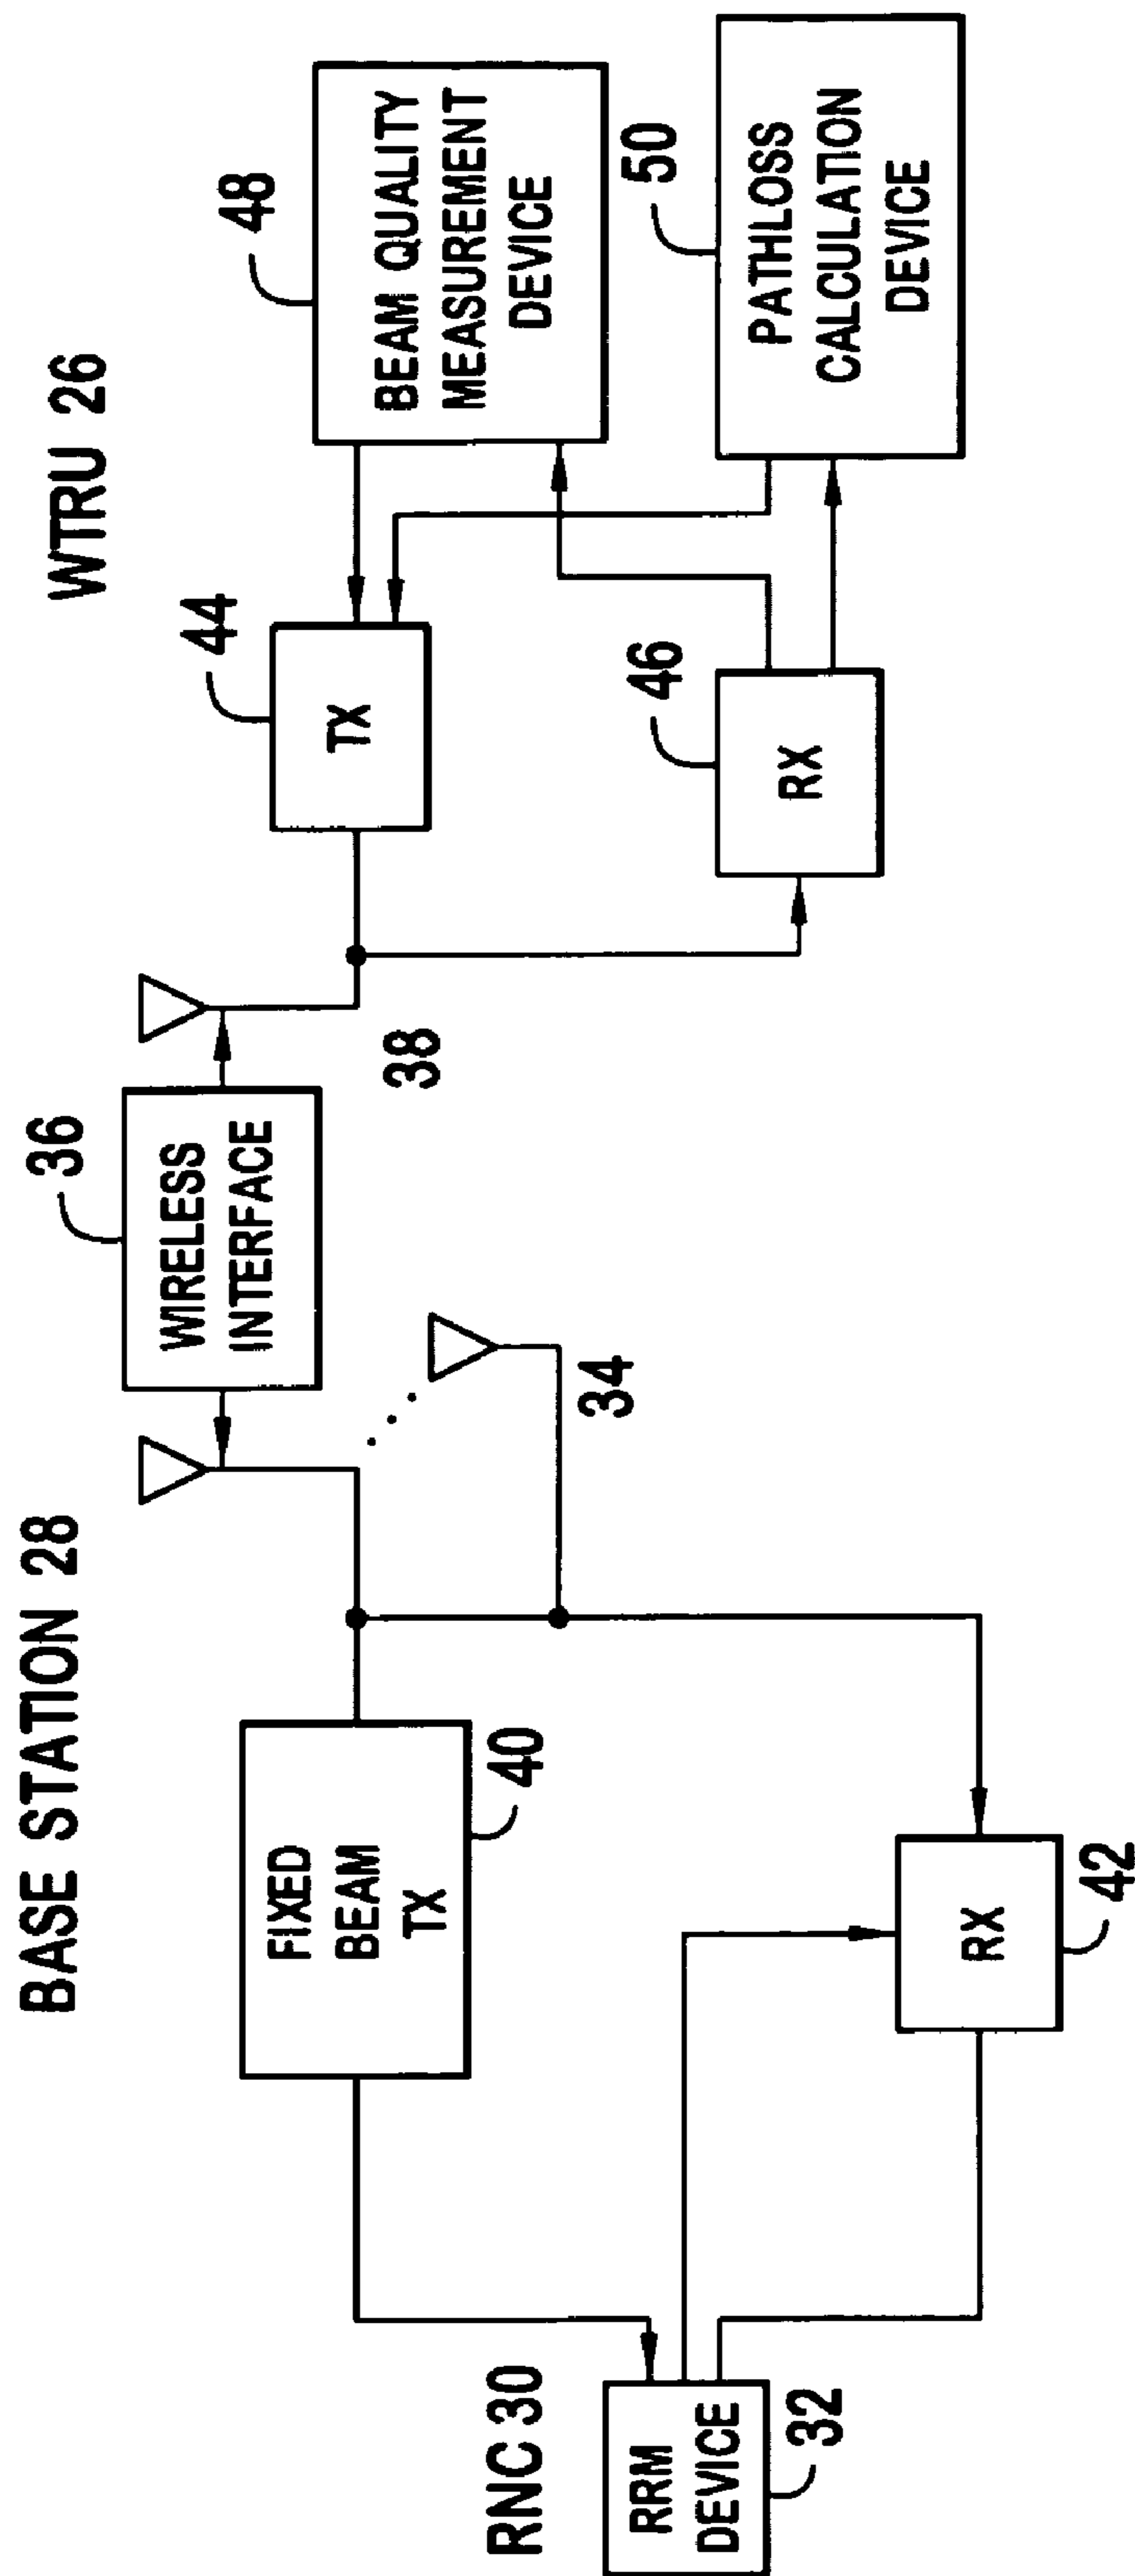 BASE STATION 28
WTRU 26
36
WIRELESS
INTERFACE
48
BEAM QUALITY
MEASUREMENT
DEVICE
44
TX
38
FIXED
BEAM
TX
40
34
RNC 30
RRM
DEVICE
32
RX
42
46
RX
50
PATHLOSS
CALCULATION
DEVICE